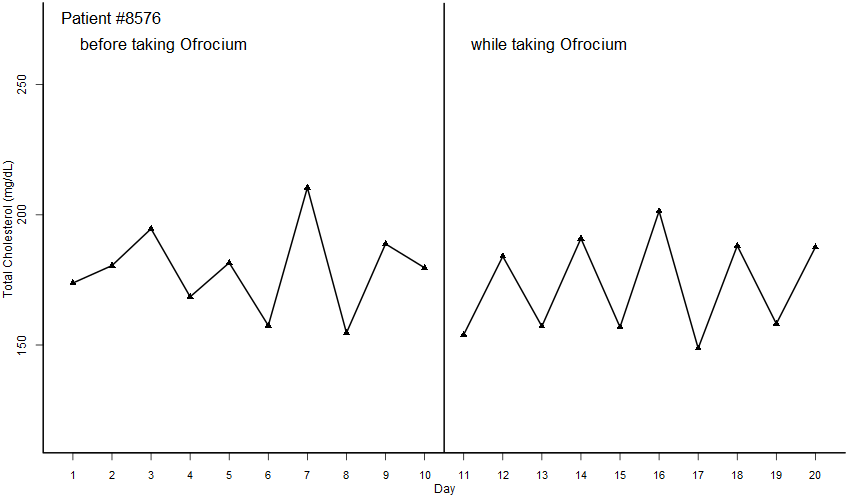 Patient #8576
before taking Ofrocium
while taking Ofrocium
250
200
150
Total Cholesterol (mg/dL)
1 2 3 4 5 6 7 8 9 10 11 12 13 14 15 16 17 18 19 20
Day